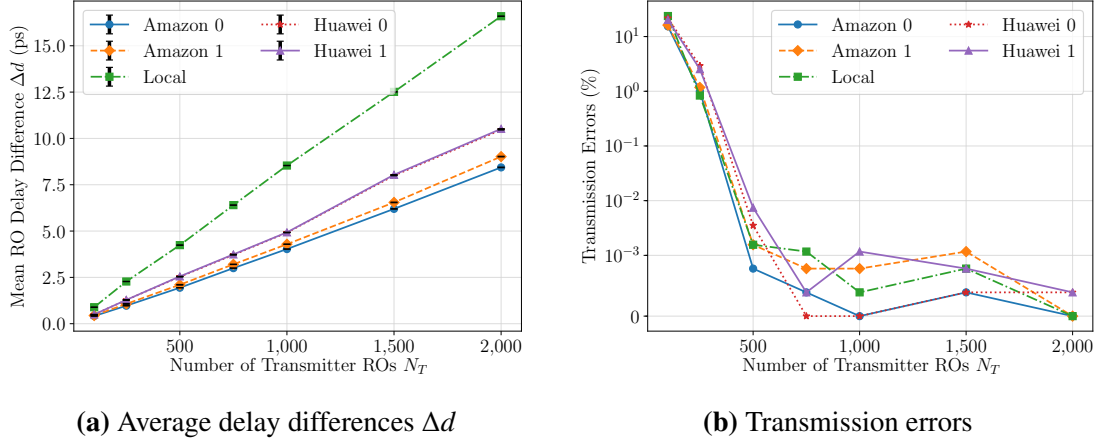 Mean RO Delay Difference Δd (ps)
15.0
12.5
10.0
7.5
5.0
2.5
0.0
Amazon 0
Amazon 1
Local
Huawei 0
Huawei 1
500
1,000
1,500
2,000
Number of Transmitter ROs N_T
(a) Average delay differences Δd
Transmission Errors (%)
10¹
10⁰
10⁻¹
10⁻²
10⁻³
0
Amazon 0
Amazon 1
Local
Huawei 0
Huawei 1
500
1,000
1,500
2,000
Number of Transmitter ROs N_T
(b) Transmission errors